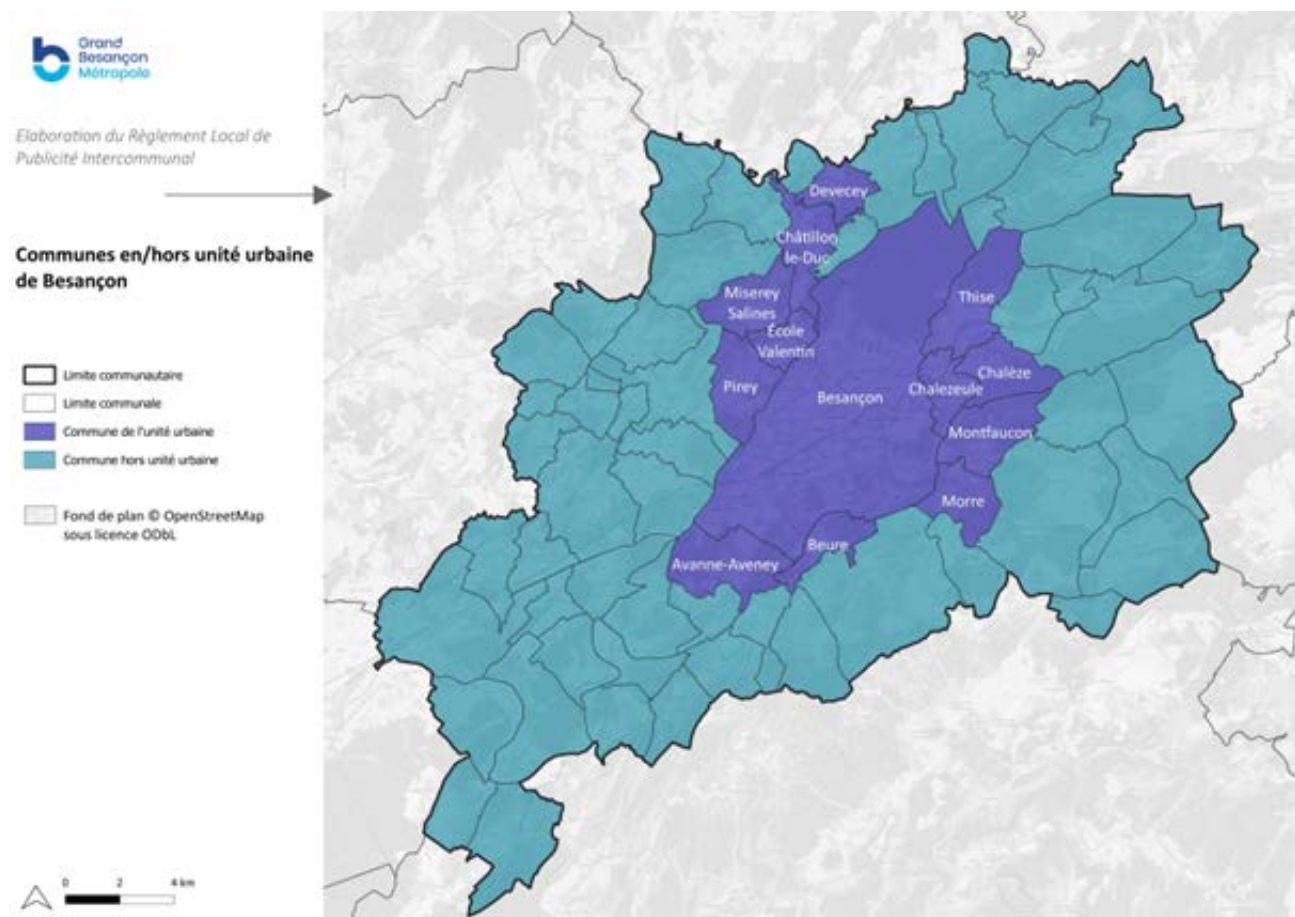 Grand
Besançon
Métropole
Elaboration du Règlement Local de
Publicité Intercommunal
Communes en/hors unité urbaine
de Besançon
Limite communautaire
Limite communale
Commune de l'unité urbaine
Commune hors unité urbaine
Fond de plan © OpenStreetMap
sous licence ODbL
0 2 4 km
Devecey
Châtillon
le-Duc
Miserey
Salines
École
Valentin
Pirey
Thise
Chalèze
Chalezeule
Besançon
Montfaucon
Morre
Beure
Avanne-Aveney